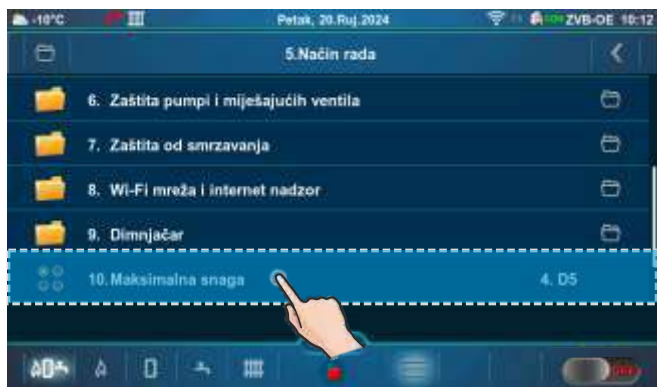 -10°C Petak, 20.Ruj.2024 ZVB-OE 10:12
5.Način rada
6. Zaštita pumpi i miješajućih ventila
7. Zaštita od smrzavanja
8. Wi-Fi mreža i internet nadzor
9. Dimnjačar
10.Maksimalna snaga 4. D5